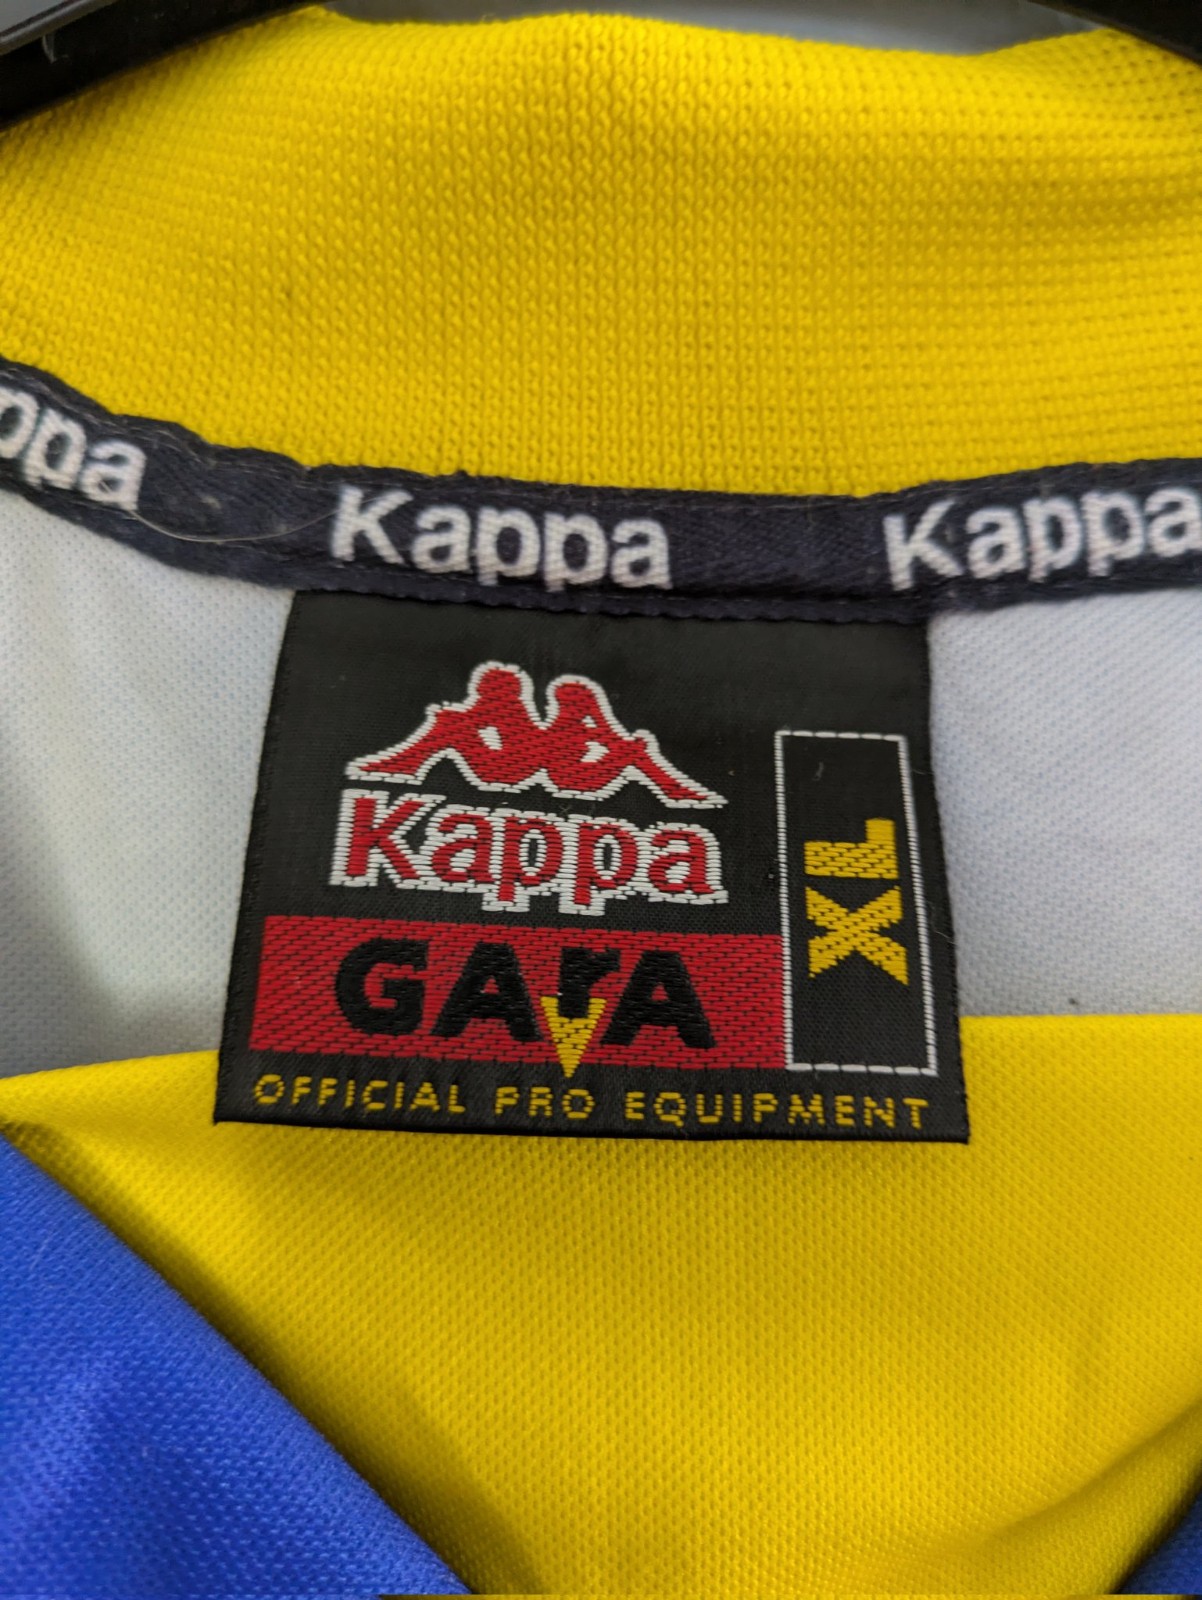 ppa Kappa Kappa
Kappa
XL
GArA
OFFICIAL PRO EQUIPMENT